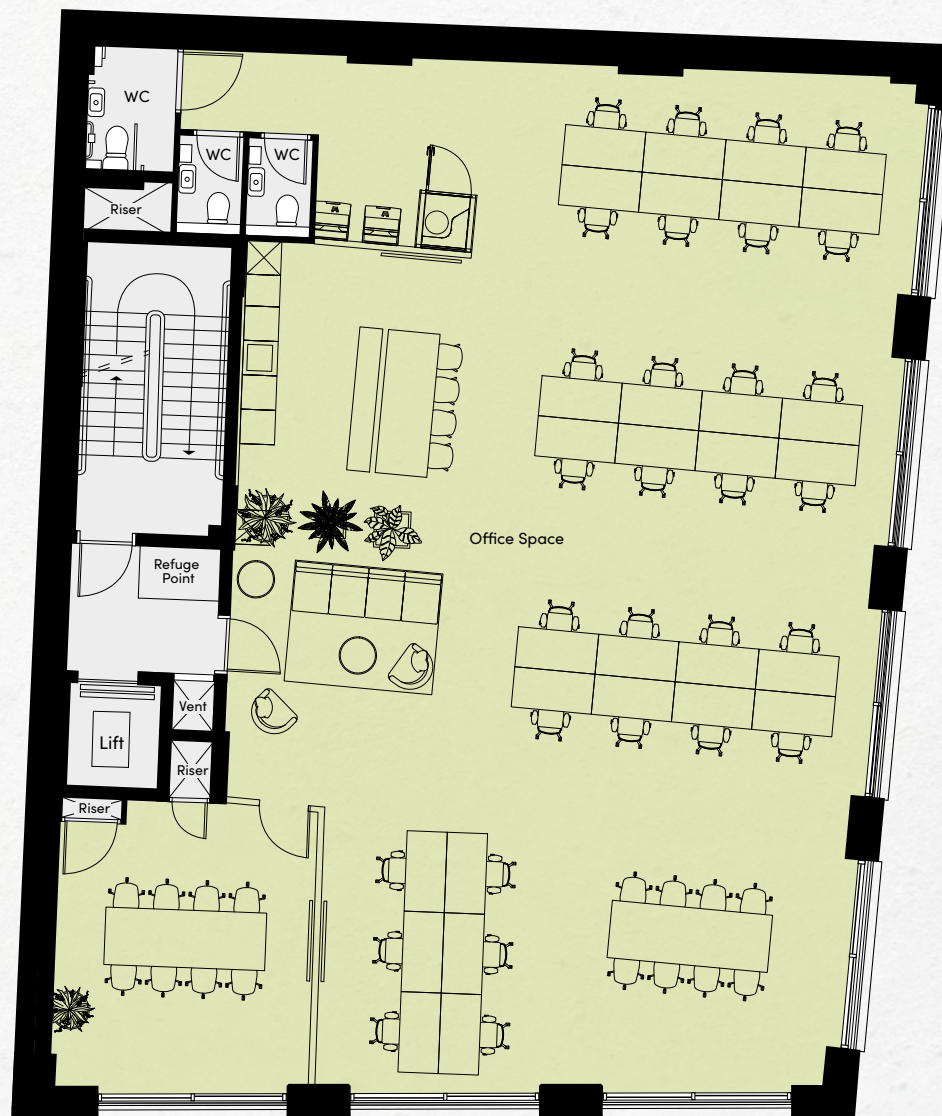 WC
WC
WC
Riser
Office Space
Refuge
Point
Vent
Lift
Riser
Riser